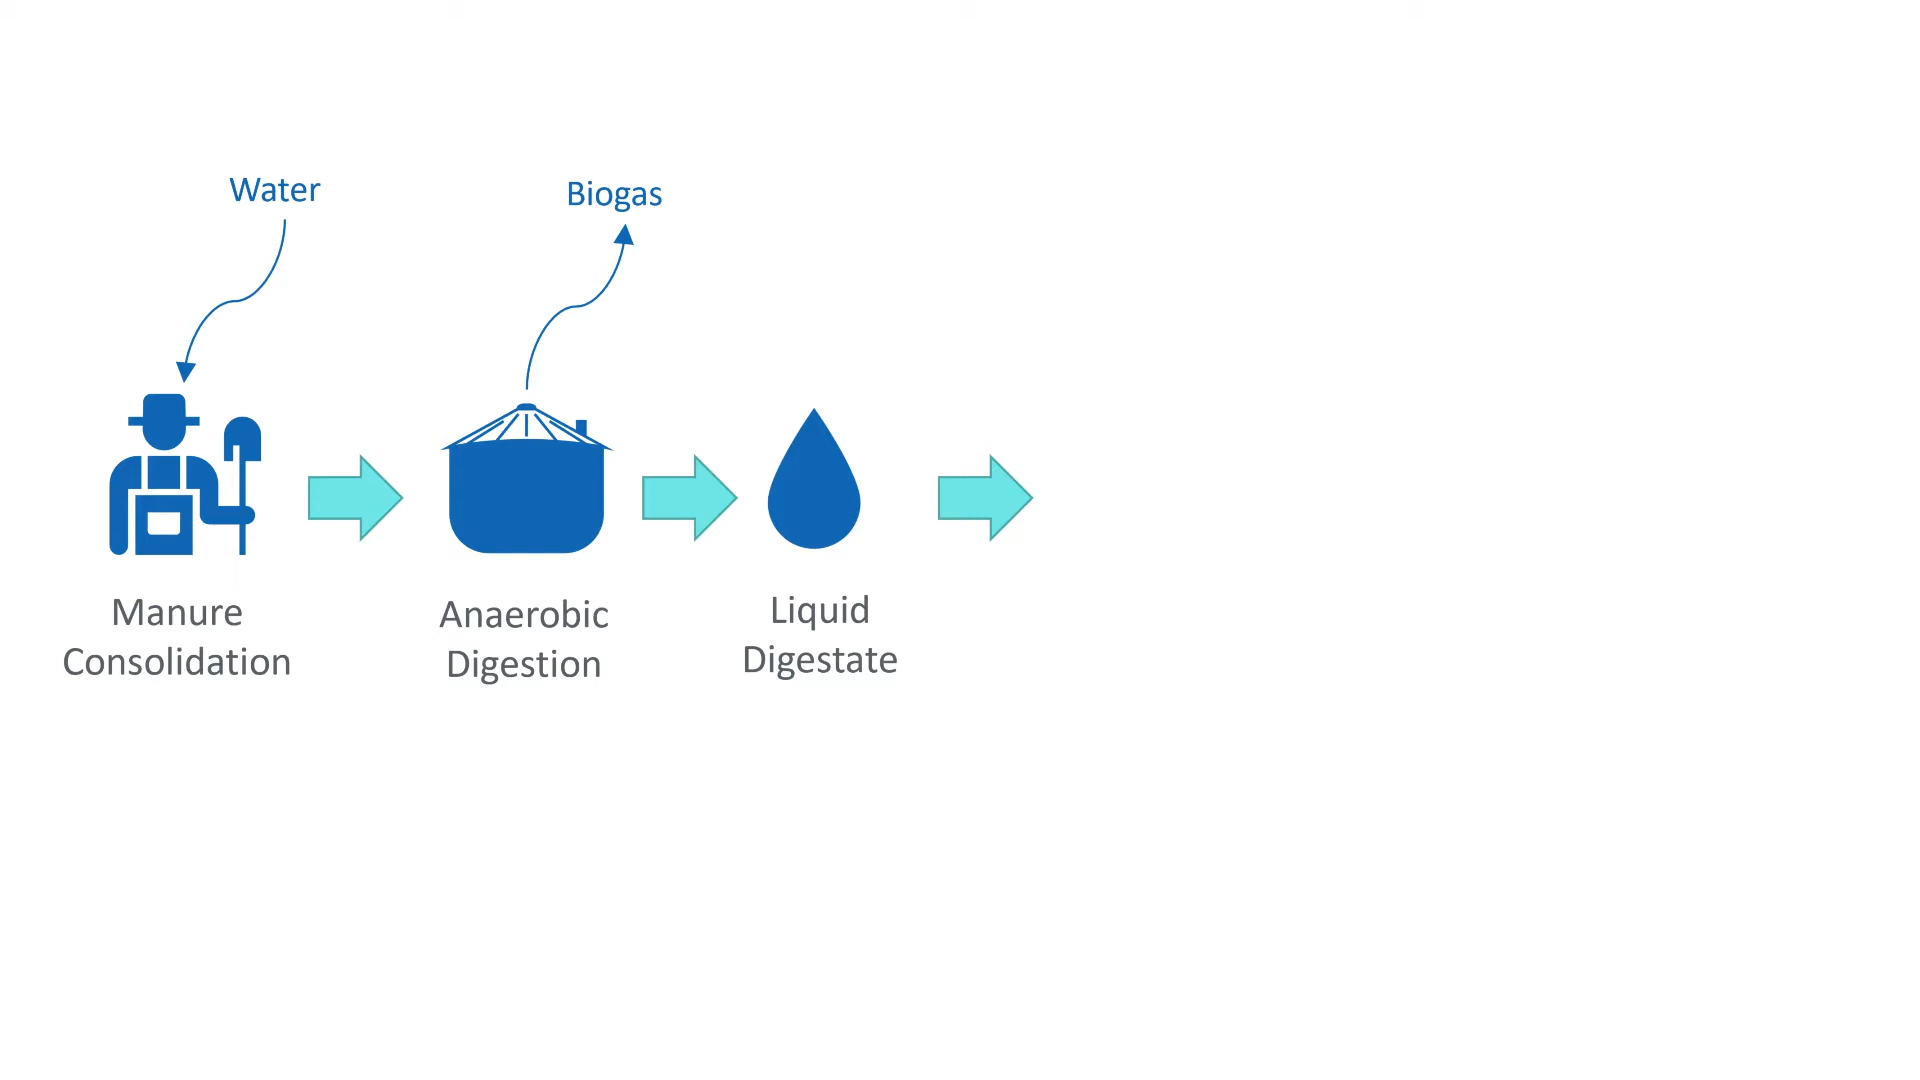 Water
Biogas
Manure
Consolidation
Anaerobic
Digestion
Liquid
Digestate